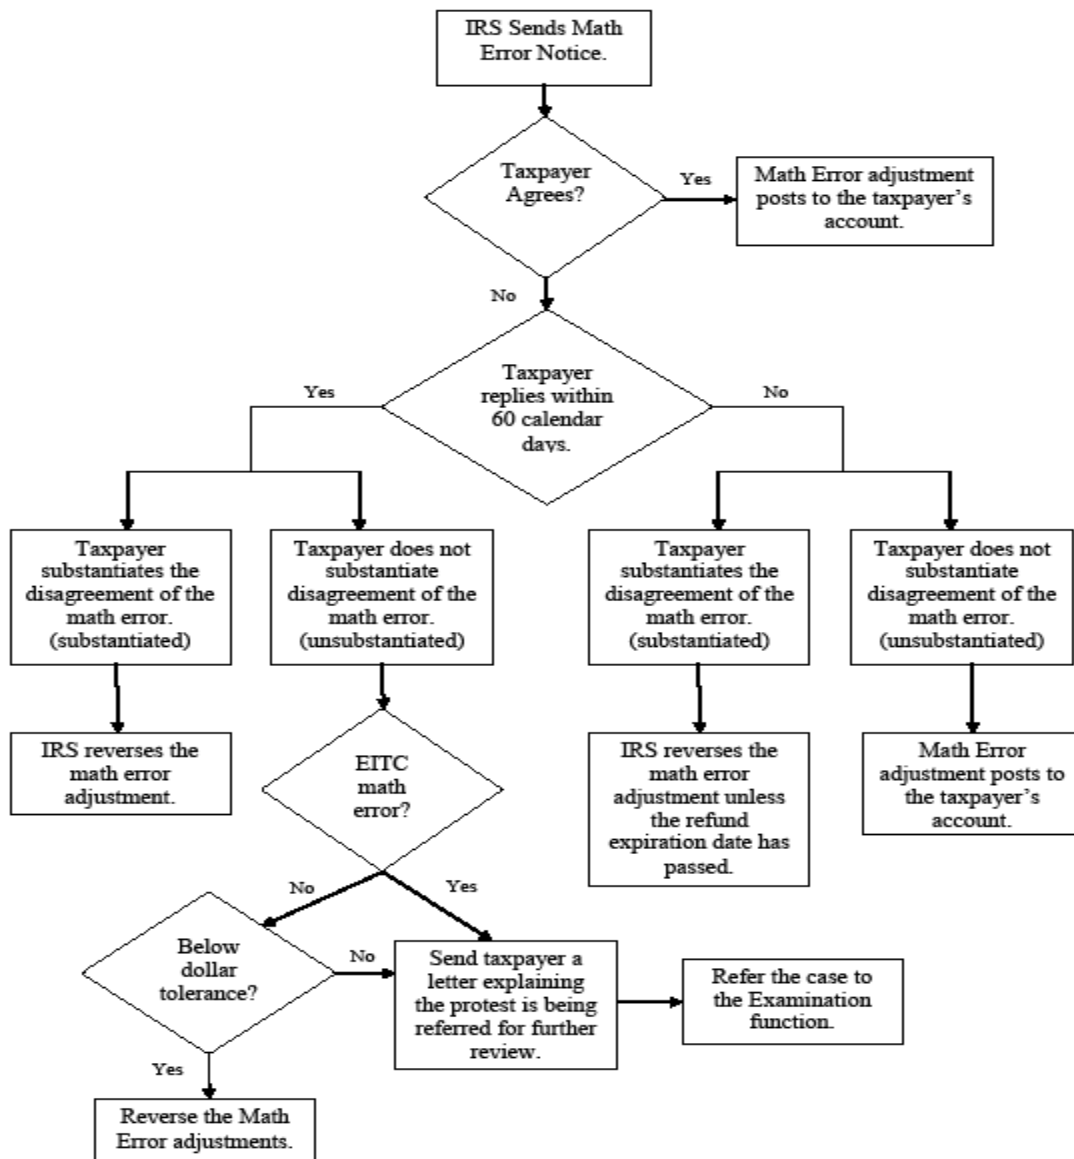 IRS Sends Math
Error Notice.
Taxpayer
Agrees?
Yes
Math Error adjustment
posts to the taxpayer's
account.
No
Taxpayer
replies within
60 calendar
days.
Yes
No
Taxpayer
substantiates the
disagreement of the
math error.
(substantiated)
Taxpayer does not
substantiate
disagreement of the
math error.
(unsubstantiated)
Taxpayer
substantiates the
disagreement of the
math error.
(substantiated)
Taxpayer does not
substantiate
disagreement of the
math error.
(unsubstantiated)
IRS reverses the
math error
adjustment.
EITC
math
error?
IRS reverses the
math error
adjustment unless
the refund
expiration date has
passed.
Math Error
adjustment posts to
the taxpayer's
account.
No
Yes
Below
dollar
tolerance?
No
Send taxpayer a
letter explaining
the protest is being
referred for further
review.
Refer the case to
the Examination
function.
Yes
Reverse the Math
Error adjustments.